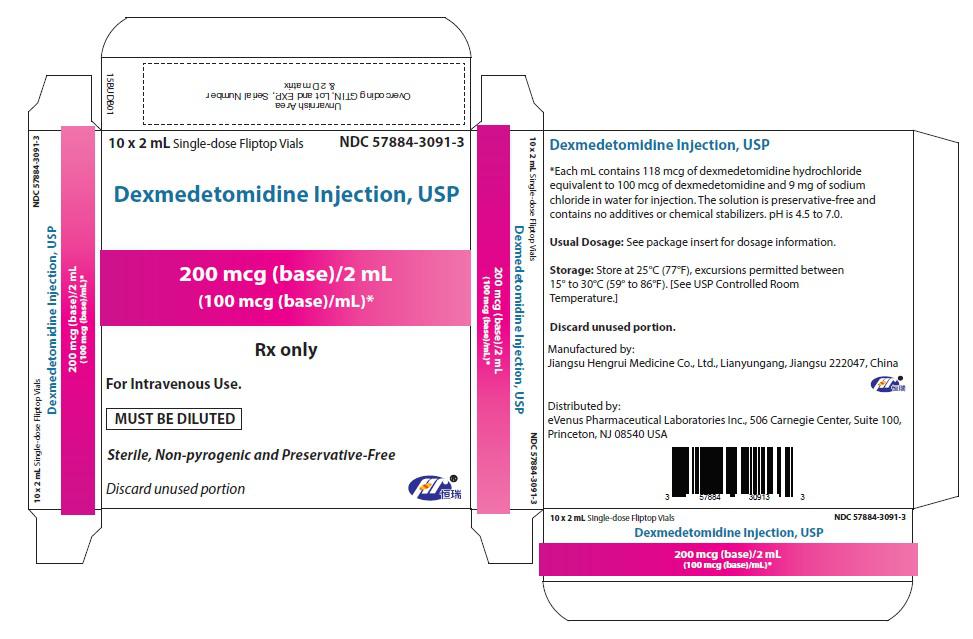 15BUD601
Unvarnish Area
Overcoding GTIN, Lot and EXP, Serial Number
& 2D matrix
NDC 57884-3091-3
10 x 2 mL Single-dose Fliptop Vials
Dexmedetomidine Injection, USP
200 mcg (base)/2 mL
(100 mcg (base)/mL)*
10 x 2 mL Single-dose Fliptop Vials
NDC 57884-3091-3
Dexmedetomidine Injection, USP
200 mcg (base)/2 mL
(100 mcg (base)/mL)*
Rx only
For Intravenous Use.
MUST BE DILUTED
Sterile, Non-pyrogenic and Preservative-Free
Discard unused portion
®
恒瑞
200 mcg (base)/2 mL
(100 mcg (base)/mL)*
10 x 2 mL Single-dose Fliptop Vials
Dexmedetomidine Injection, USP
NDC 57884-3091-3
Dexmedetomidine Injection, USP
*Each mL contains 118 mcg of dexmedetomidine hydrochloride
equivalent to 100 mcg of dexmedetomidine and 9 mg of sodium
chloride in water for injection. The solution is preservative-free and
contains no additives or chemical stabilizers. pH is 4.5 to 7.0.
Usual Dosage: See package insert for dosage information.
Storage: Store at 25°C (77°F), excursions permitted between
15° to 30°C (59° to 86°F). [See USP Controlled Room
Temperature.]
Discard unused portion.
Manufactured by:
Jiangsu Hengrui Medicine Co., Ltd., Lianyungang, Jiangsu 222047, China
恒瑞
Distributed by:
eVenus Pharmaceutical Laboratories Inc., 506 Carnegie Center, Suite 100,
Princeton, NJ 08540 USA
3 57884 30913 3
10 x 2 mL Single-dose Fliptop Vials
NDC 57884-3091-3
Dexmedetomidine Injection, USP
200 mcg (base)/2 mL
(100 mcg (base)/mL)*